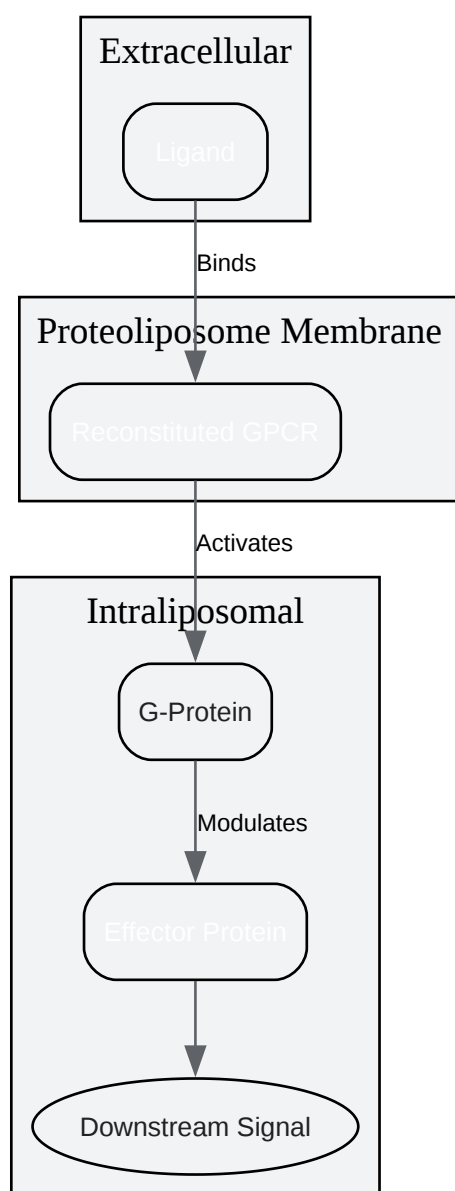 Extracellular
Ligand
Binds
Proteoliposome Membrane
Reconstituted GPCR
Activates
Intraliposomal
G-Protein
Modulates
Effector Protein
Downstream Signal